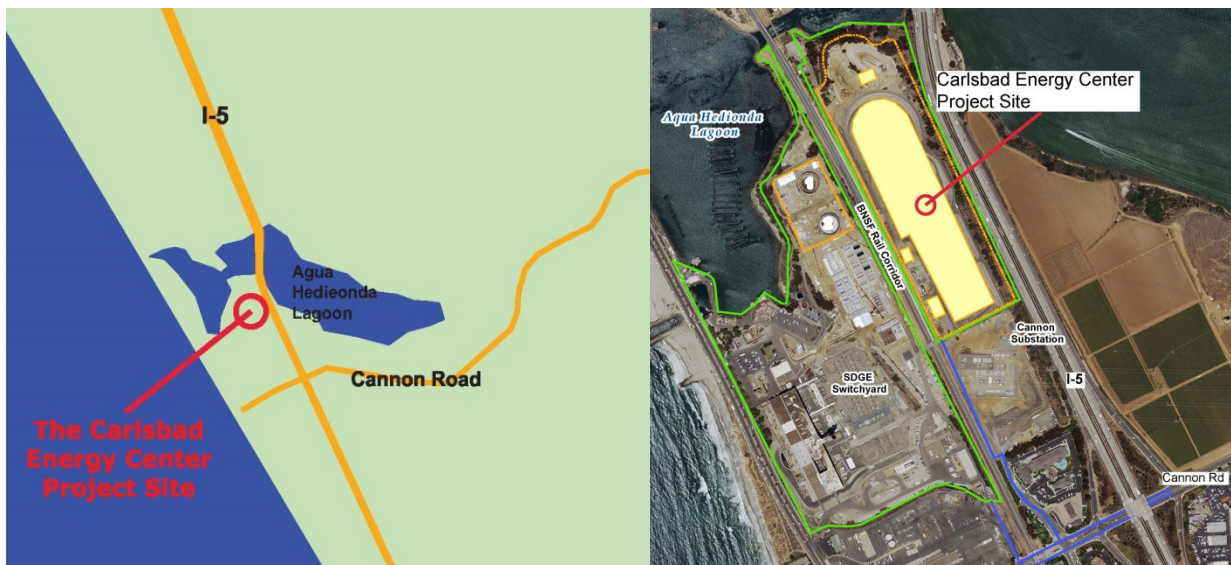 I-5
Agua
Hedieonda
Lagoon
Cannon Road
The Carlsbad
Energy Center
Project Site
Carlsbad Energy Center
Project Site
Aqua Hedionda
Lagoon
BNSF Rail Corridor
Cannon
Substation
SDGE
Switchyard
I-5
Cannon Rd